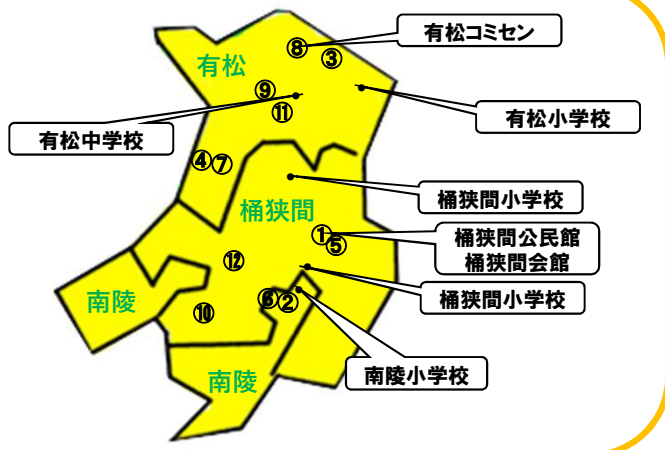 有松コミセン
⑧
③
有松
⑨
⑪
有松小学校
有松中学校
④⑦
桶狭間小学校
桶狭間
①
⑤
桶狭間公民館
桶狭間会館
⑫
桶狭間小学校
南陵
⑥②
⑩
南陵小学校
南陵